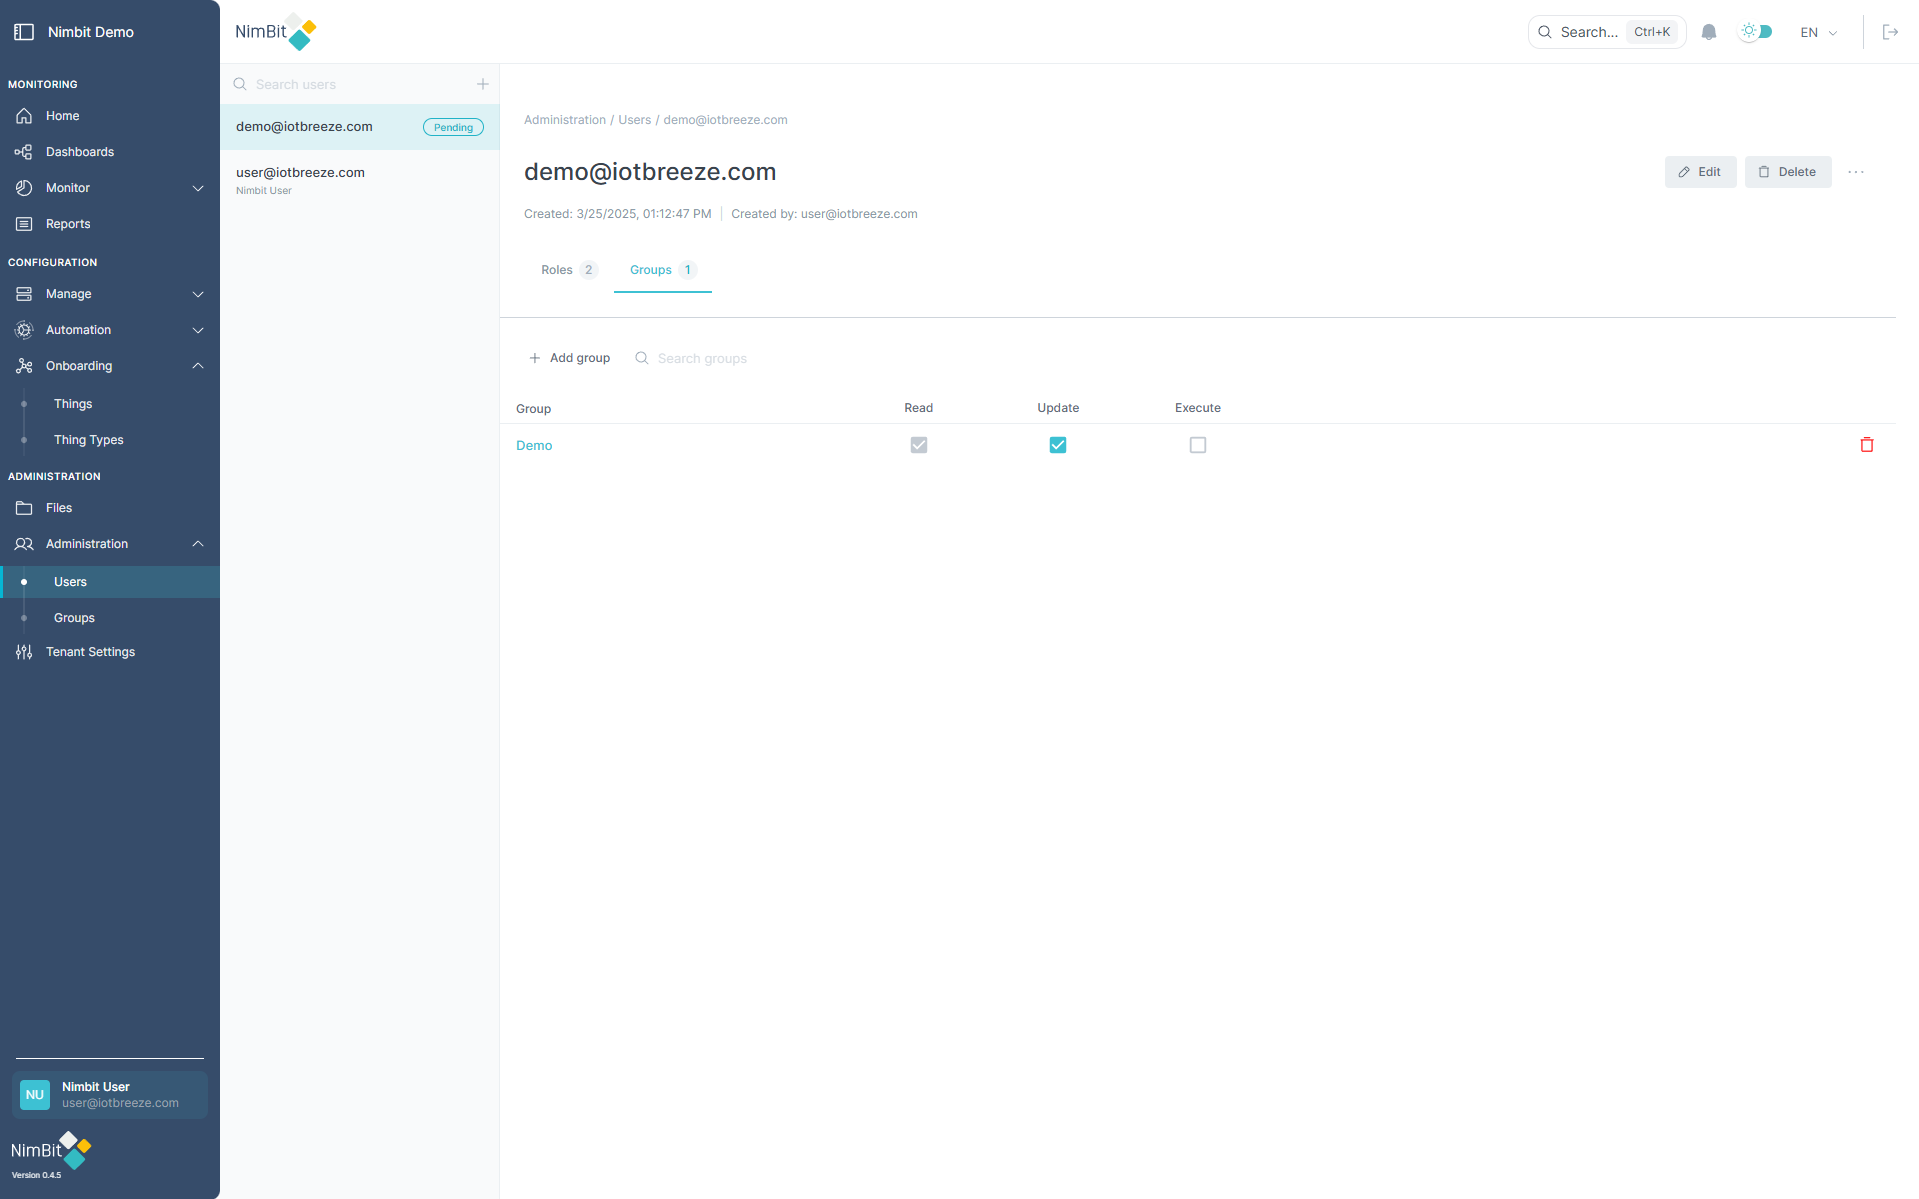 Nimbit Demo
MONITORING
Home
Dashboards
Monitor
Reports
CONFIGURATION
Manage
Automation
Onboarding
Things
Thing Types
ADMINISTRATION
Files
Administration
Users
Groups
Tenant Settings
NU
Nimbit User
user@iotbreeze.com
NimBit
Version 0.4.5
NimBit
Search... Ctrl+K
EN
Search users
demo@iotbreeze.com Pending
user@iotbreeze.com
Nimbit User
Administration / Users / demo@iotbreeze.com
demo@iotbreeze.com
Edit Delete ...
Created: 3/25/2025, 01:12:47 PM | Created by: user@iotbreeze.com
Roles 2 Groups 1
Add group Search groups
Group Read Update Execute
Demo